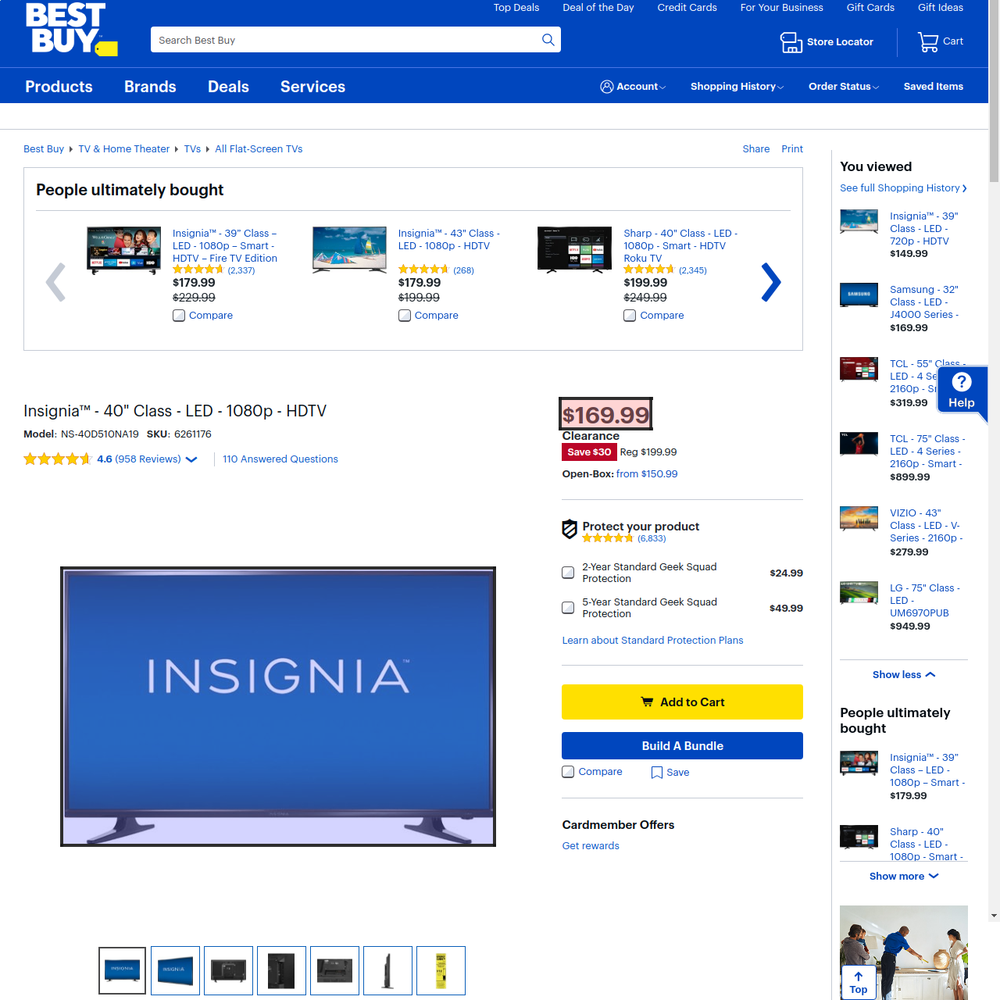 BEST BUY
Top Deals Deal of the Day Credit Cards For Your Business Gift Cards Gift Ideas
Search Best Buy
Store Locator Cart
Products Brands Deals Services
Account Shopping History Order Status Saved Items
Best Buy TV & Home Theater TVs All Flat-Screen TVs
Share Print
People ultimately bought
Insignia™ - 39” Class –
LED - 1080p – Smart -
HDTV – Fire TV Edition
(2,337)
$179.99
$229.99
Compare
Insignia™ - 43" Class -
LED - 1080p - HDTV
(268)
$179.99
$199.99
Compare
Sharp - 40" Class - LED -
1080p - Smart - HDTV
Roku TV
(2,345)
$199.99
$249.99
Compare
Insignia™ - 40" Class - LED - 1080p - HDTV
Model: NS-40D510NA19 SKU: 6261176
4.6 (958 Reviews) 110 Answered Questions
INSIGNIA™
$169.99
Clearance
Save $30 Reg $199.99
Open-Box: from $150.99
Protect your product
(6,833)
2-Year Standard Geek Squad
Protection
$24.99
5-Year Standard Geek Squad
Protection
$49.99
Learn about Standard Protection Plans
Add to Cart
Build A Bundle
Compare Save
Cardmember Offers
Get rewards
You viewed
See full Shopping History
Insignia™ - 39"
Class - LED -
720p - HDTV
$149.99
SAMSUNG
Samsung - 32"
Class - LED -
J4000 Series -
$169.99
TCL - 55" Class -
LED - 4 Se
2160p - Sm
$319.99
? Help
TCL
TCL - 75" Class -
LED - 4 Series -
2160p - Smart -
$899.99
VIZIO - 43"
Class - LED - V-
Series - 2160p -
$279.99
LG - 75" Class -
LED -
UM6970PUB
$949.99
Show less
People ultimately
bought
Insignia™ - 39”
Class – LED -
1080p – Smart -
$179.99
Sharp - 40"
Class - LED -
1080p - Smart -
Show more
Top
INSIGNIA
INSIGNIA